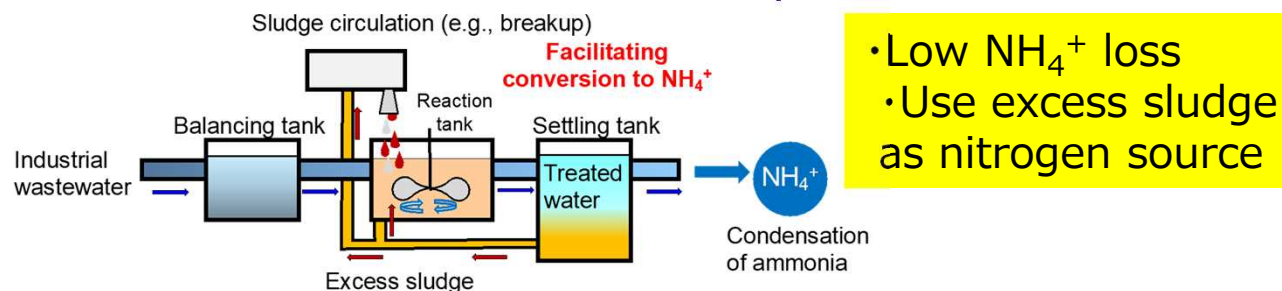 Sludge circulation (e.g., breakup)
Facilitating
conversion to NH₄⁺
Reaction
tank
Balancing tank
Settling tank
Industrial
wastewater
Treated
water
NH₄⁺
Condensation
of ammonia
Excess sludge
・Low NH₄⁺ loss
・Use excess sludge
as nitrogen source